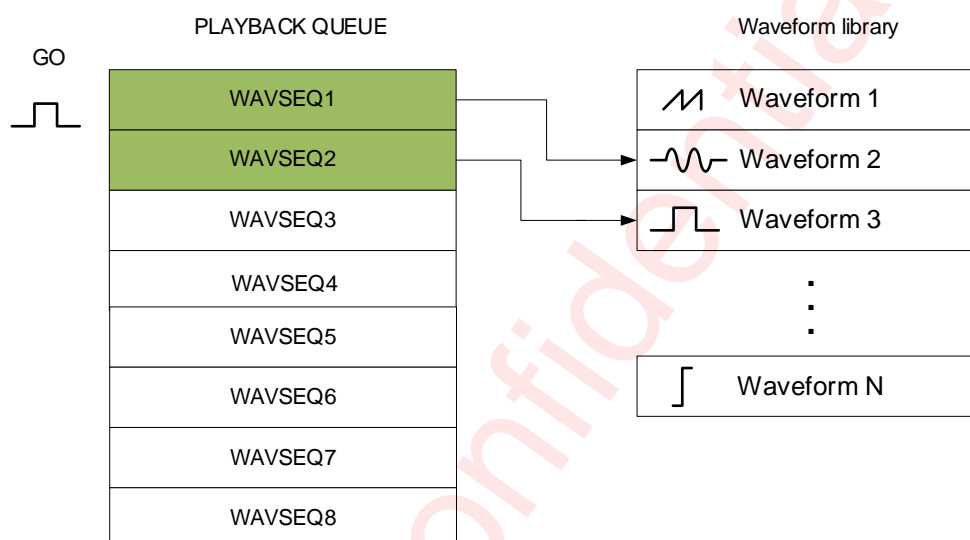 PLAYBACK QUEUE
Waveform library
GO
WAVSEQ1
WAVSEQ2
WAVSEQ3
WAVSEQ4
WAVSEQ5
WAVSEQ6
WAVSEQ7
WAVSEQ8
Waveform 1
Waveform 2
Waveform 3
Waveform N
onfidentia